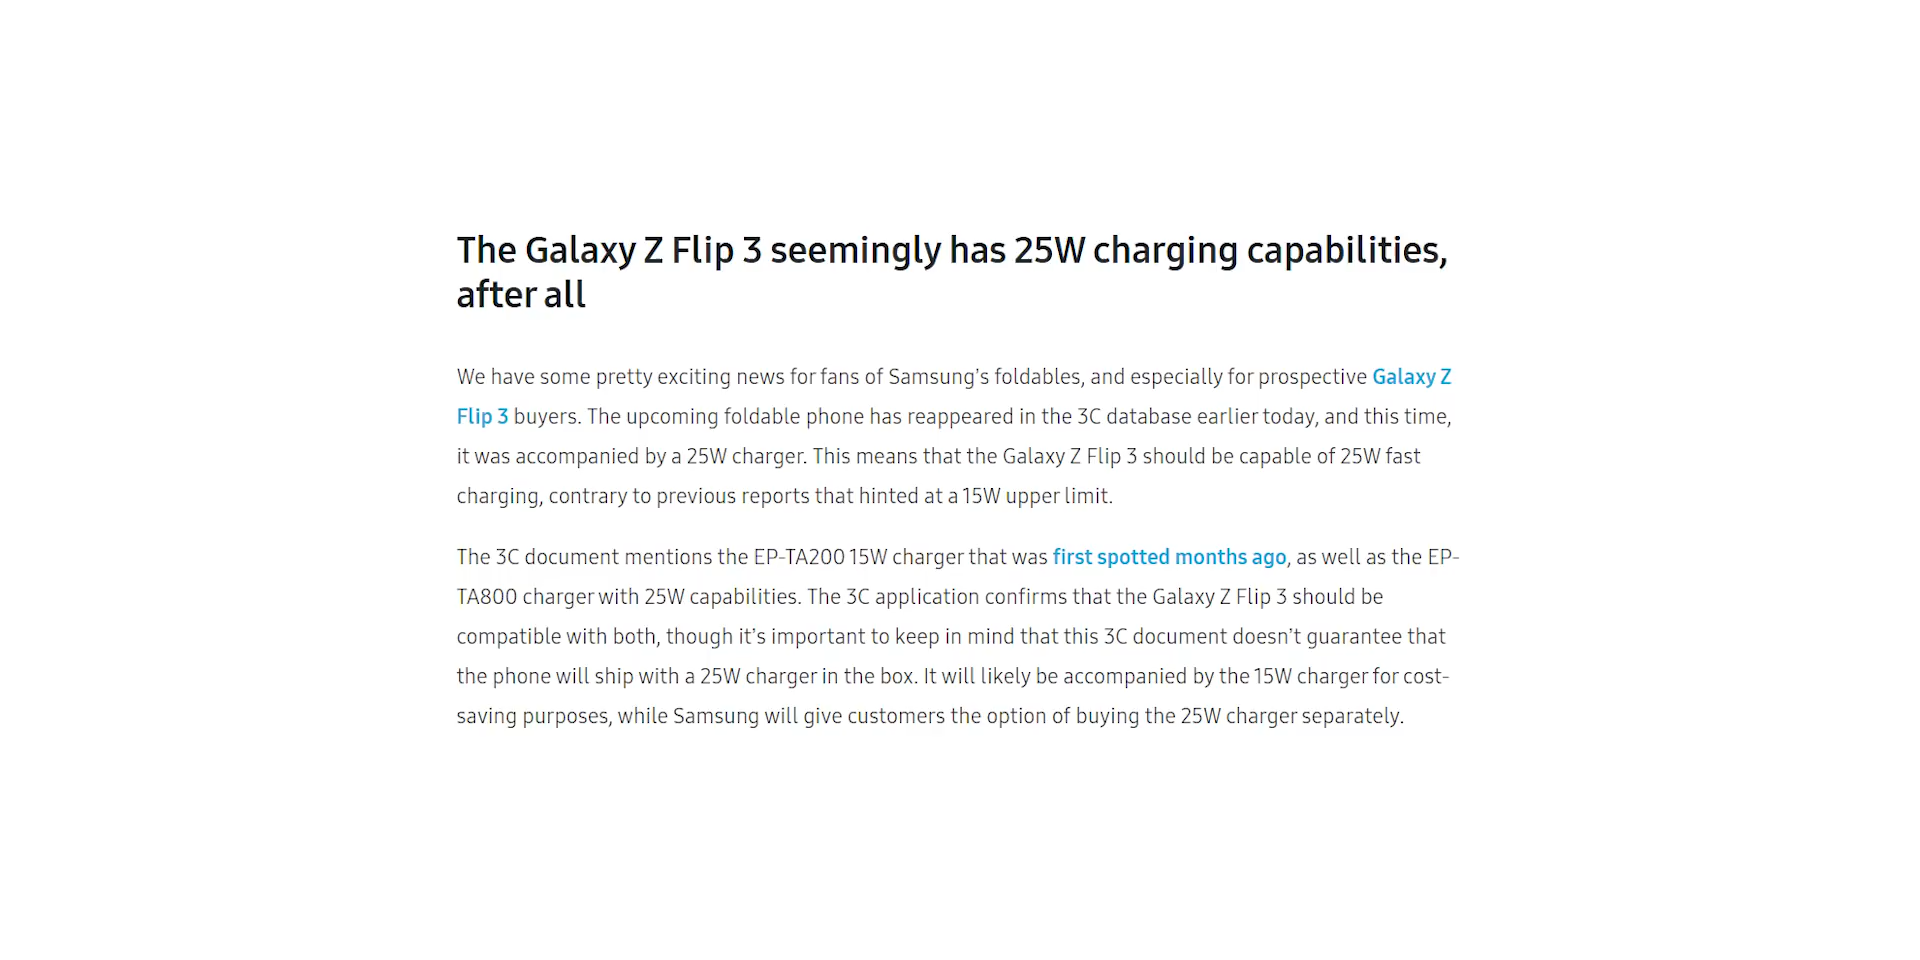 The Galaxy Z Flip 3 seemingly has 25W charging capabilities,
after all
We have some pretty exciting news for fans of Samsung’s foldables, and especially for prospective Galaxy Z
Flip 3 buyers. The upcoming foldable phone has reappeared in the 3C database earlier today, and this time,
it was accompanied by a 25W charger. This means that the Galaxy Z Flip 3 should be capable of 25W fast
charging, contrary to previous reports that hinted at a 15W upper limit.
The 3C document mentions the EP-TA200 15W charger that was first spotted months ago, as well as the EP-
TA800 charger with 25W capabilities. The 3C application confirms that the Galaxy Z Flip 3 should be
compatible with both, though it’s important to keep in mind that this 3C document doesn’t guarantee that
the phone will ship with a 25W charger in the box. It will likely be accompanied by the 15W charger for cost-
saving purposes, while Samsung will give customers the option of buying the 25W charger separately.